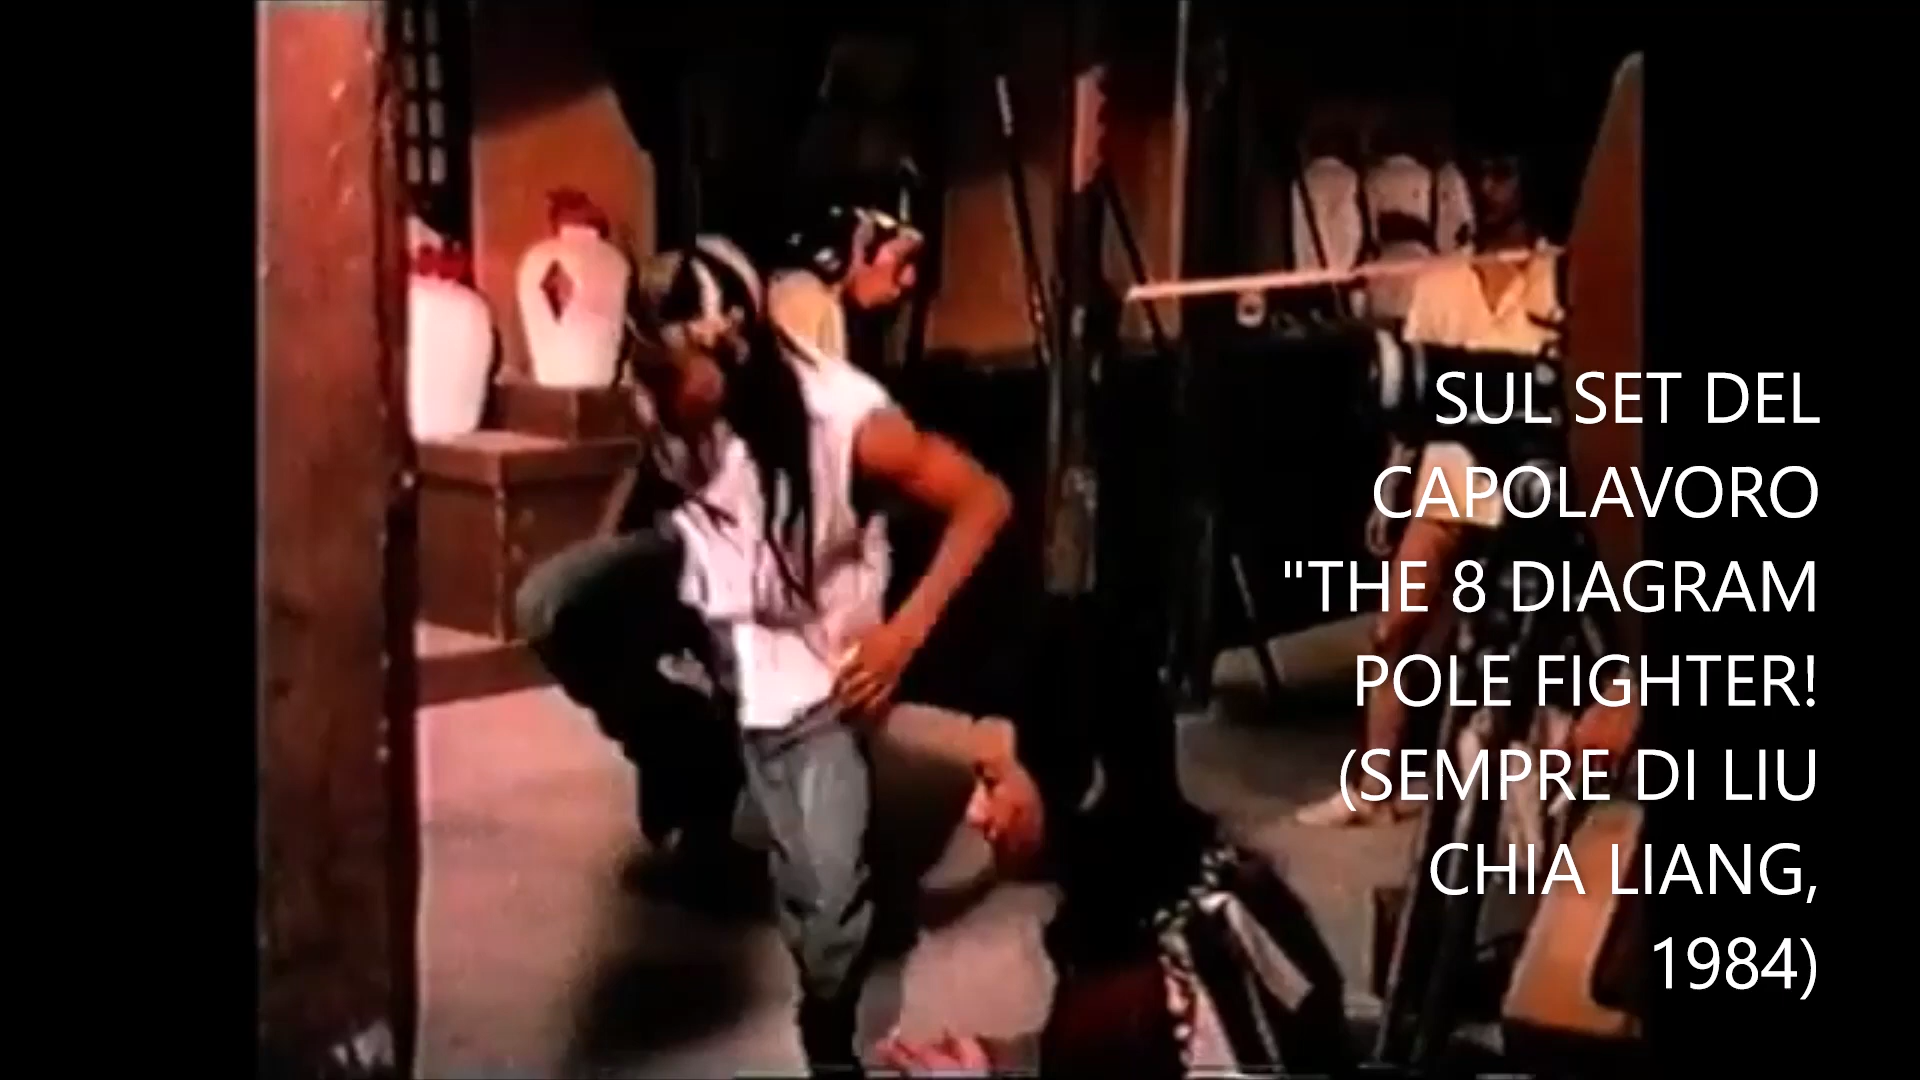 SUL SET DEL
CAPOLAVORO
"THE 8 DIAGRAM
POLE FIGHTER!
(SEMPRE DI LIU
CHIA LIANG,
1984)